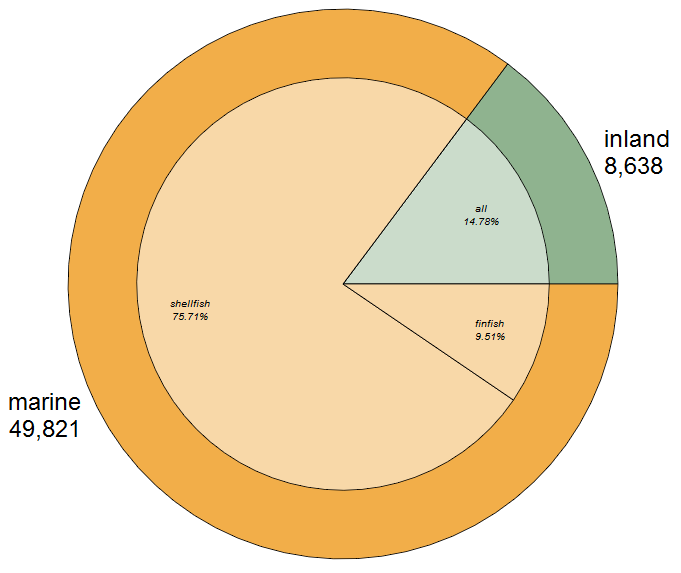 inland
8,638
all
14.78%
shellfish
75.71%
finfish
9.51%
marine
49,821